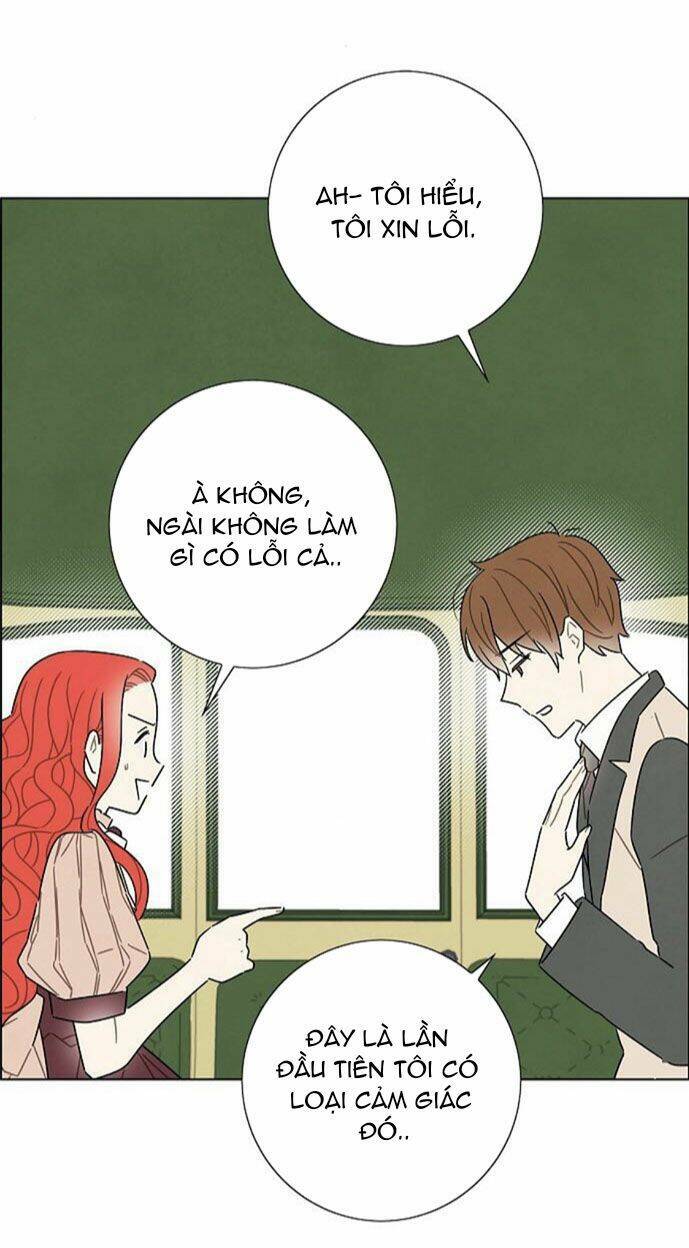 AH- TÔI HIỂU,
TÔI XIN LỖI.
À KHÔNG,
NGÀI KHÔNG LÀM
GÌ CÓ LỖI CẢ..
ĐÂY LÀ LẦN
ĐẦU TIÊN TÔI CÓ
LOẠI CẢM GIÁC
ĐÓ..